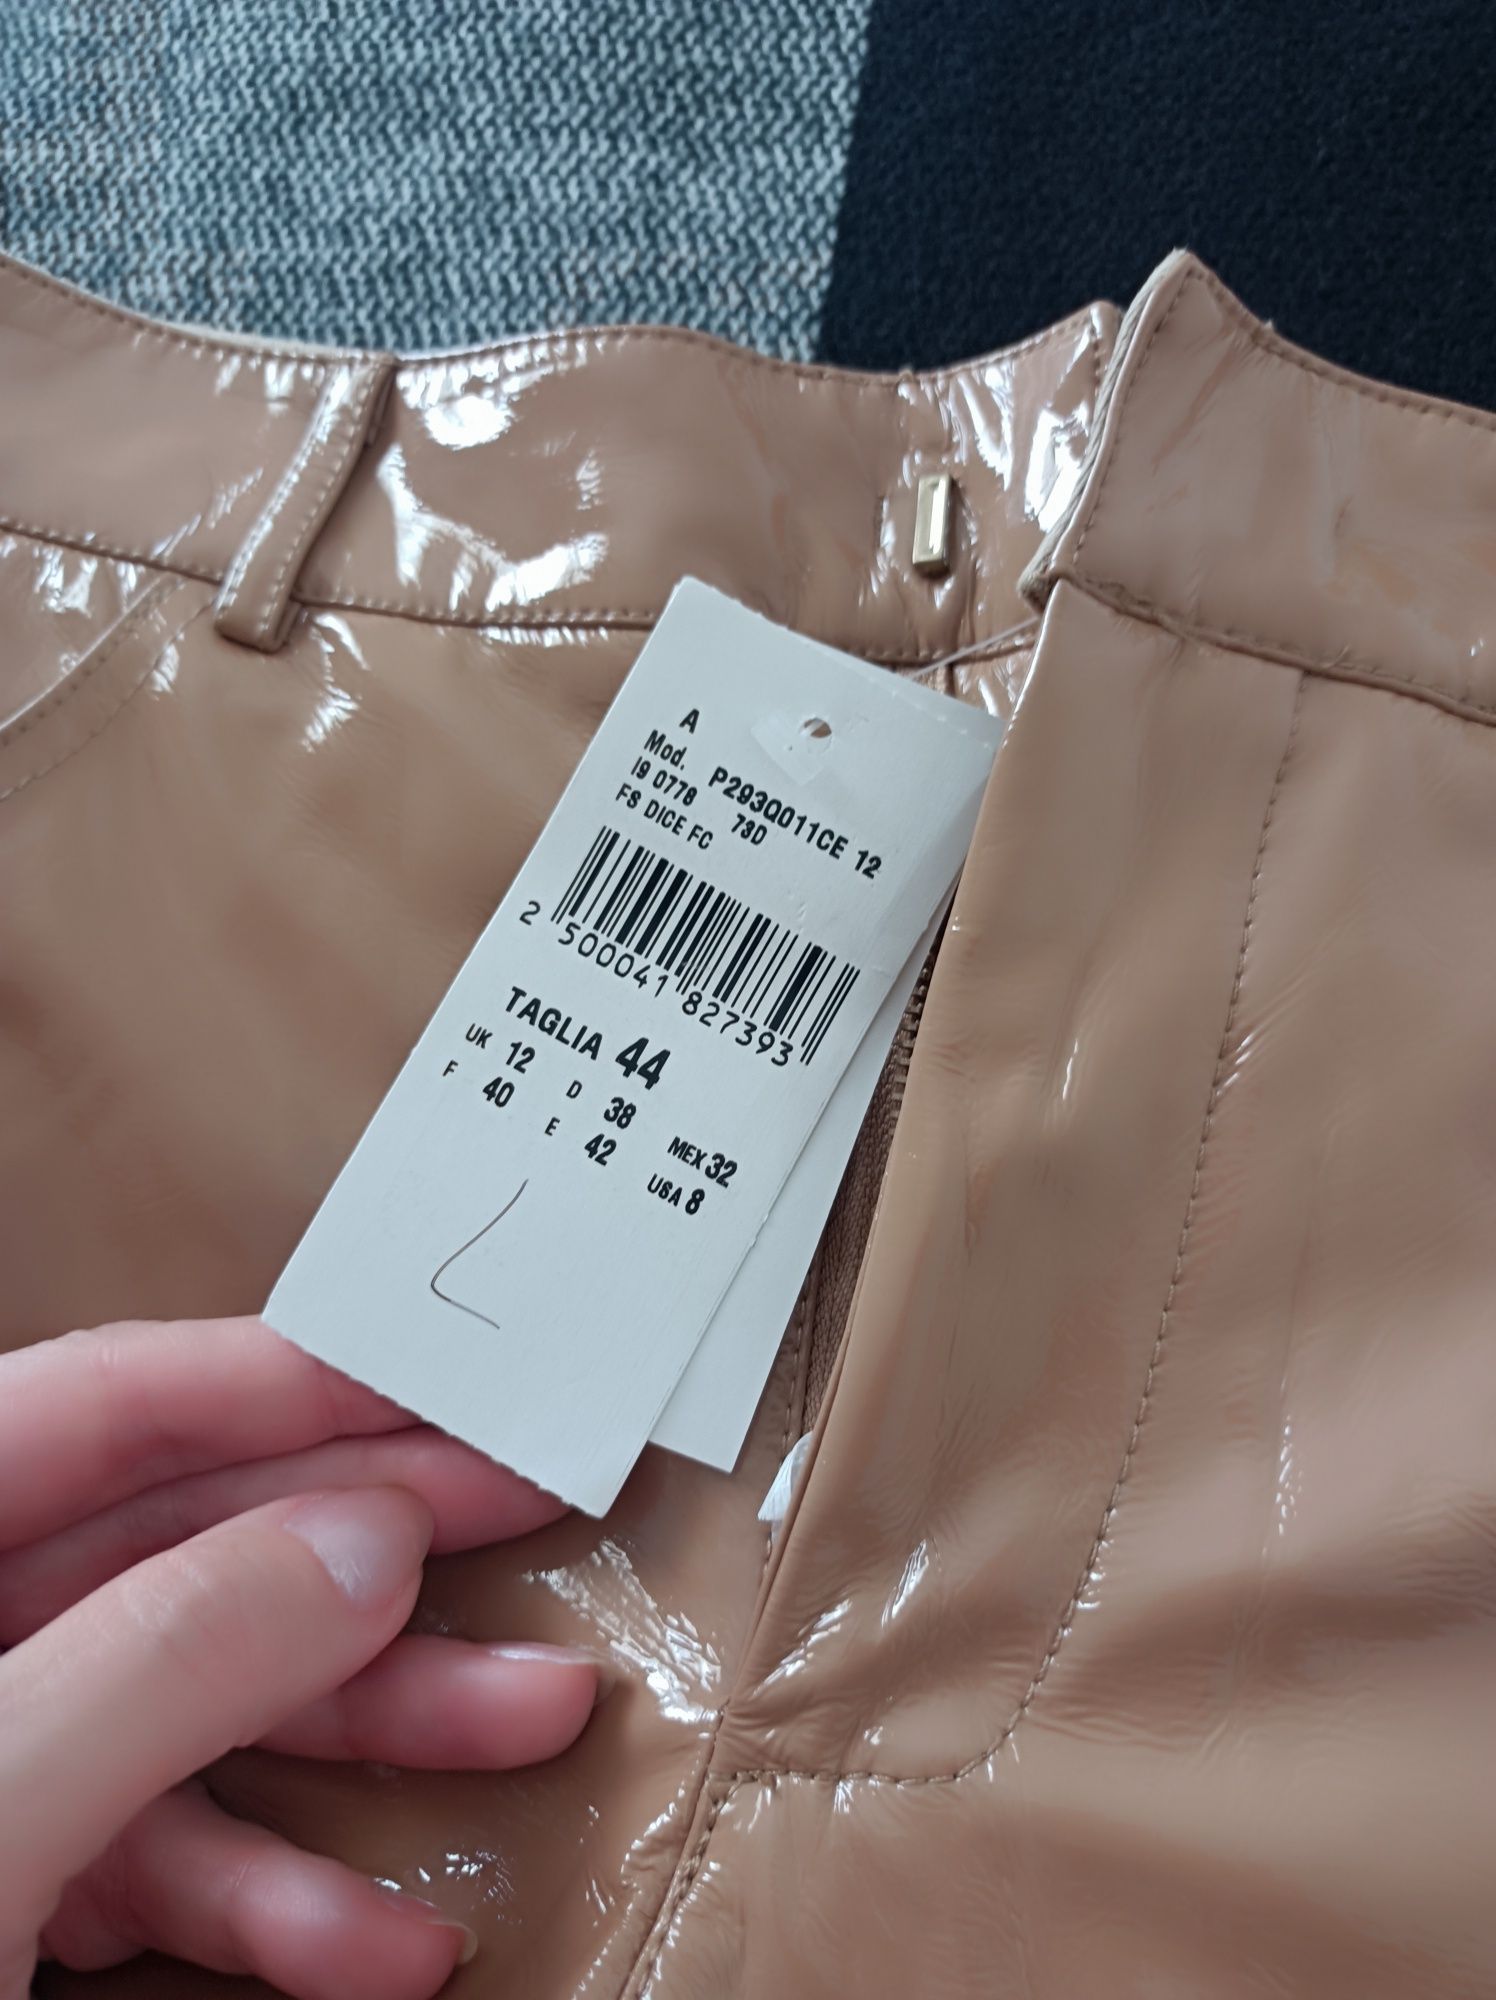 A
Mod. P293Q011CE 12
I9 0778 73D
FS DICE FC
2 500041 827393
TAGLIA 44
UK 12 D 38 MEX 32
F 40 E 42 USA 8